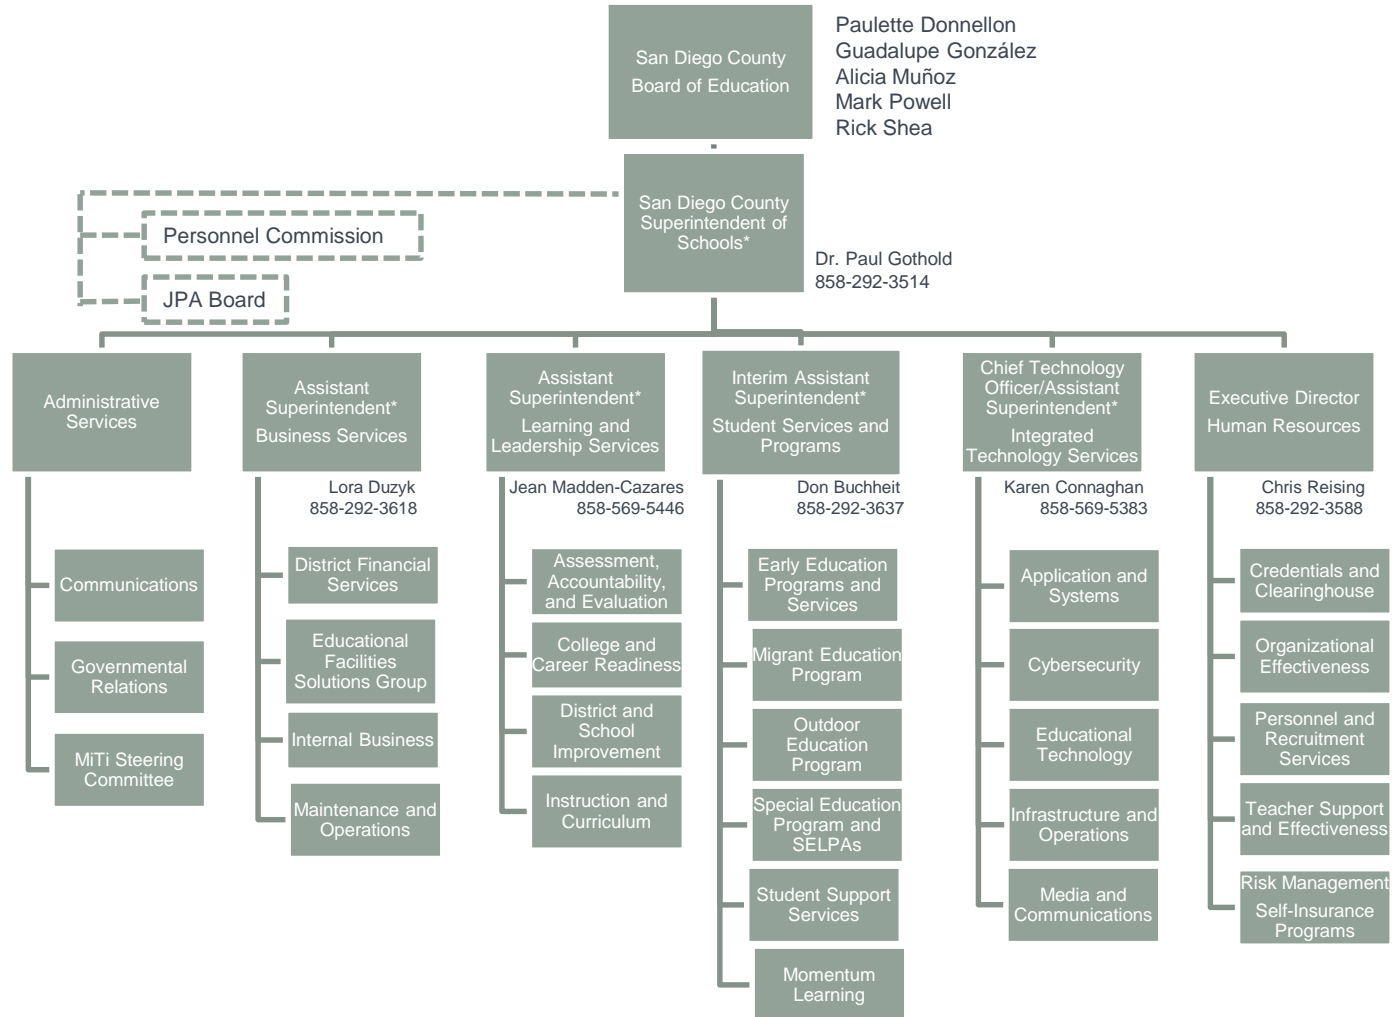 San Diego County
Board of Education
Paulette Donnellon
Guadalupe González
Alicia Muñoz
Mark Powell
Rick Shea
San Diego County
Superintendent of
Schools*
Dr. Paul Gothold
858-292-3514
Personnel Commission
JPA Board
Administrative
Services
Communications
Governmental
Relations
MiTi Steering
Committee
Assistant
Superintendent*
Business Services
Lora Duzyk
858-292-3618
District Financial
Services
Educational
Facilities
Solutions Group
Internal Business
Maintenance and
Operations
Assistant
Superintendent*
Learning and
Leadership Services
Jean Madden-Cazares
858-569-5446
Assessment,
Accountability,
and Evaluation
College and
Career Readiness
District and
School
Improvement
Instruction and
Curriculum
Interim Assistant
Superintendent*
Student Services and
Programs
Don Buchheit
858-292-3637
Early Education
Programs and
Services
Migrant Education
Program
Outdoor
Education
Program
Special Education
Program and
SELPAs
Student Support
Services
Momentum
Learning
Chief Technology
Officer/Assistant
Superintendent*
Integrated
Technology Services
Karen Connaghan
858-569-5383
Application and
Systems
Cybersecurity
Educational
Technology
Infrastructure and
Operations
Media and
Communications
Executive Director
Human Resources
Chris Reising
858-292-3588
Credentials and
Clearinghouse
Organizational
Effectiveness
Personnel and
Recruitment
Services
Teacher Support
and Effectiveness
Risk Management
Self-Insurance
Programs